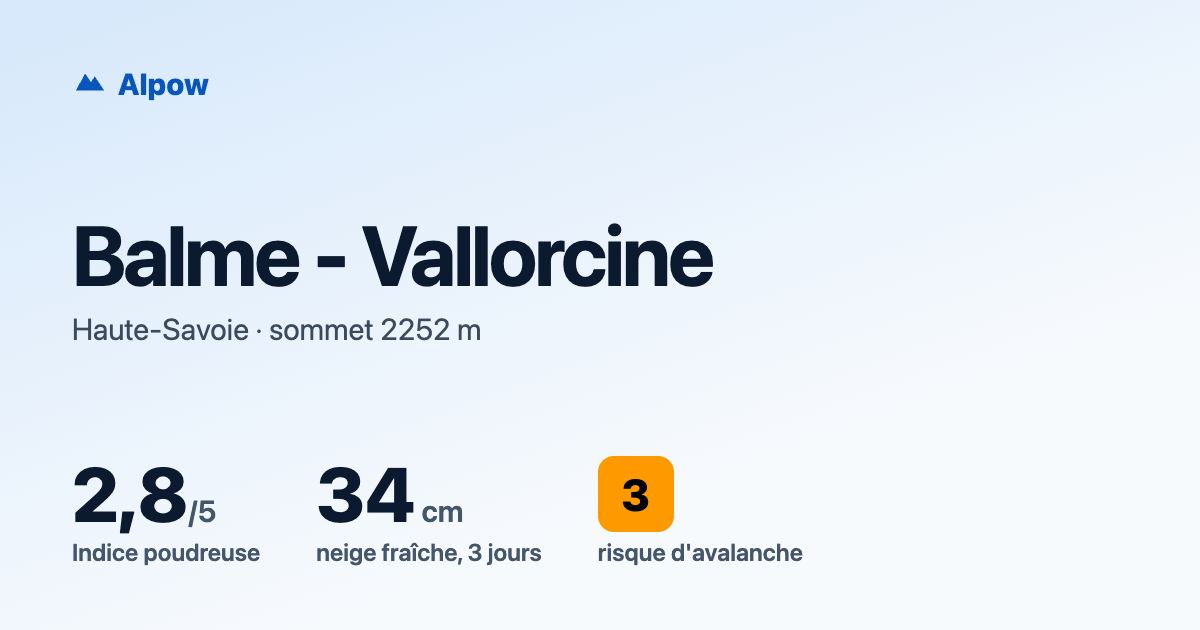 Alpow
Balme - Vallorcine
Haute-Savoie · sommet 2252 m
2,8/5
Indice poudreuse
34 cm
neige fraîche, 3 jours
3
risque d'avalanche